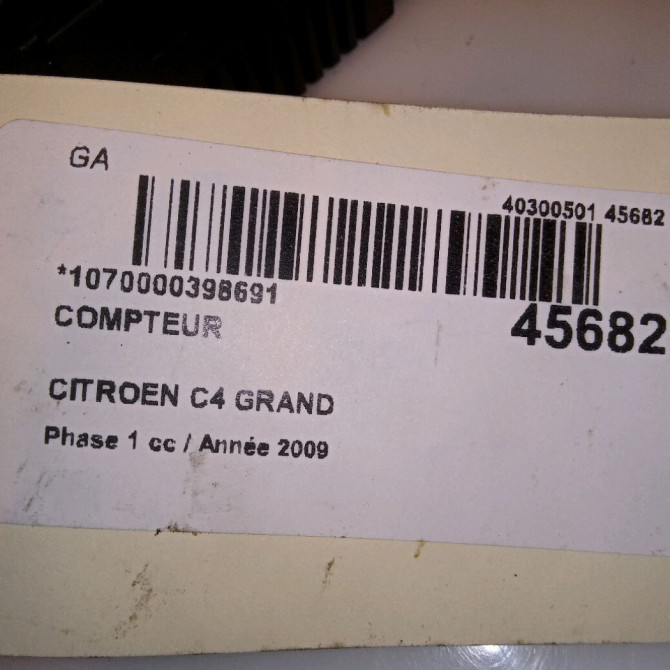 GA
40300501 45682
*1070000398691
COMPTEUR
45682
CITROEN C4 GRAND
Phase 1 cc / Année 2009